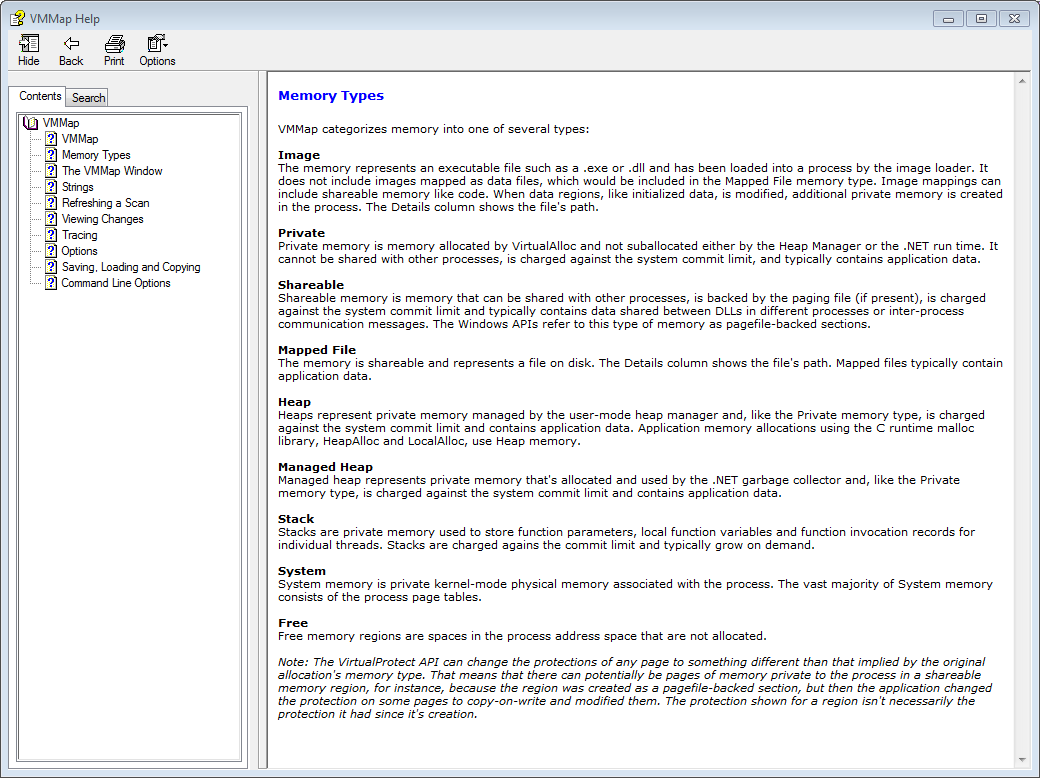 VMMap Help
Hide Back Print Options
Contents Search
VMMap
VMMap
Memory Types
The VMMap Window
Strings
Refreshing a Scan
Viewing Changes
Tracing
Options
Saving, Loading and Copying
Command Line Options
Memory Types
VMMap categorizes memory into one of several types:
Image
The memory represents an executable file such as a .exe or .dll and has been loaded into a process by the image loader. It
does not include images mapped as data files, which would be included in the Mapped File memory type. Image mappings can
include shareable memory like code. When data regions, like initialized data, is modified, additional private memory is created
in the process. The Details column shows the file's path.
Private
Private memory is memory allocated by VirtualAlloc and not suballocated either by the Heap Manager or the .NET run time. It
cannot be shared with other processes, is charged against the system commit limit, and typically contains application data.
Shareable
Shareable memory is memory that can be shared with other processes, is backed by the paging file (if present), is charged
against the system commit limit and typically contains data shared between DLLs in different processes or inter-process
communication messages. The Windows APIs refer to this type of memory as pagefile-backed sections.
Mapped File
The memory is shareable and represents a file on disk. The Details column shows the file's path. Mapped files typically contain
application data.
Heap
Heaps represent private memory managed by the user-mode heap manager and, like the Private memory type, is charged
against the system commit limit and contains application data. Application memory allocations using the C runtime malloc
library, HeapAlloc and LocalAlloc, use Heap memory.
Managed Heap
Managed heap represents private memory that's allocated and used by the .NET garbage collector and, like the Private
memory type, is charged against the system commit limit and contains application data.
Stack
Stacks are private memory used to store function parameters, local function variables and function invocation records for
individual threads. Stacks are charged agains the commit limit and typically grow on demand.
System
System memory is private kernel-mode physical memory associated with the process. The vast majority of System memory
consists of the process page tables.
Free
Free memory regions are spaces in the process address space that are not allocated.
Note: The VirtualProtect API can change the protections of any page to something different than that implied by the original
allocation's memory type. That means that there can potentially be pages of memory private to the process in a shareable
memory region, for instance, because the region was created as a pagefile-backed section, but then the application changed
the protection on some pages to copy-on-write and modified them. The protection shown for a region isn't necessarily the
protection it had since it's creation.